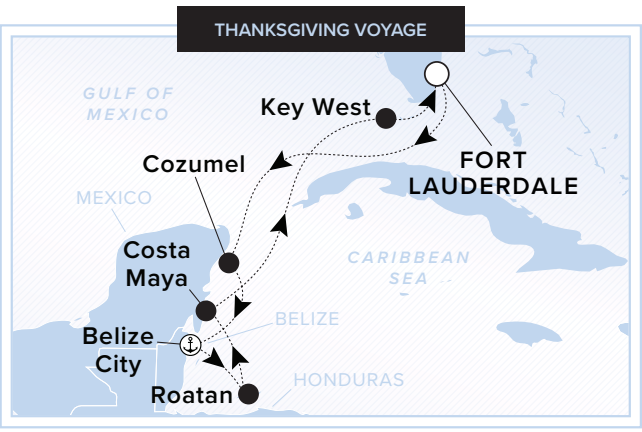 THANKSGIVING VOYAGE
GULF OF
MEXICO
Key West
FORT
LAUDERDALE
Cozumel
MEXICO
Costa
Maya
CARIBBEAN
SEA
BELIZE
Belize
City
Roatan
HONDURAS